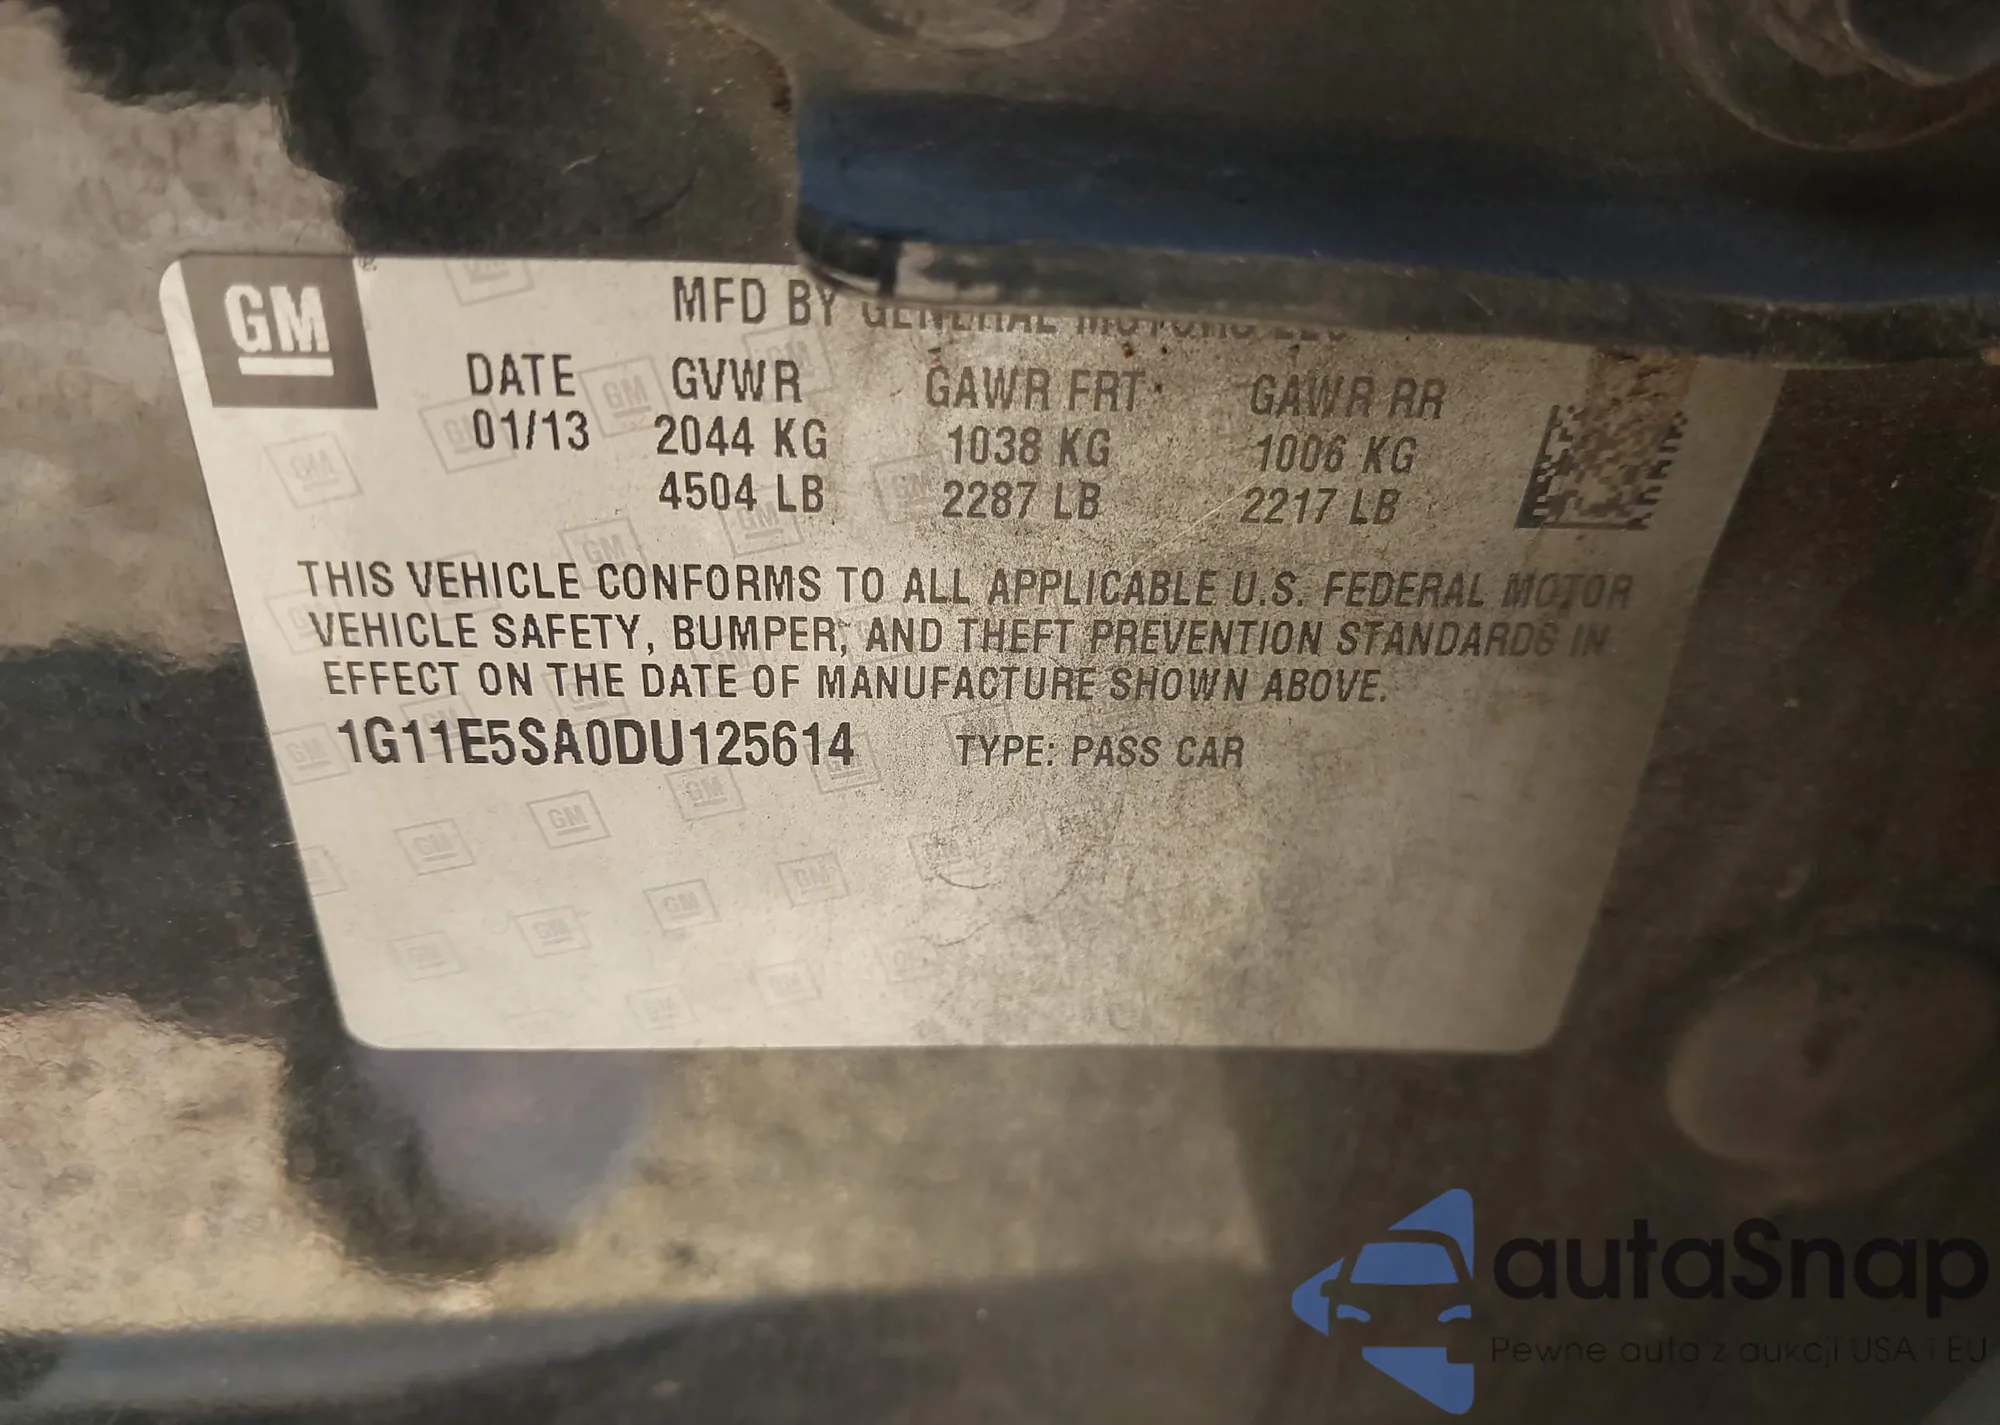 GM
MFD BY GENERAL MOTORS LLC
DATE GVWR GAWR FRT GAWR RR
01/13 2044 KG 1038 KG 1006 KG
4504 LB 2287 LB 2217 LB
THIS VEHICLE CONFORMS TO ALL APPLICABLE U.S. FEDERAL MOTOR
VEHICLE SAFETY, BUMPER, AND THEFT PREVENTION STANDARDS IN
EFFECT ON THE DATE OF MANUFACTURE SHOWN ABOVE.
1G11E5SA0DU125614 TYPE: PASS CAR
autaSnap
Pewne auta z aukcji USA i EU